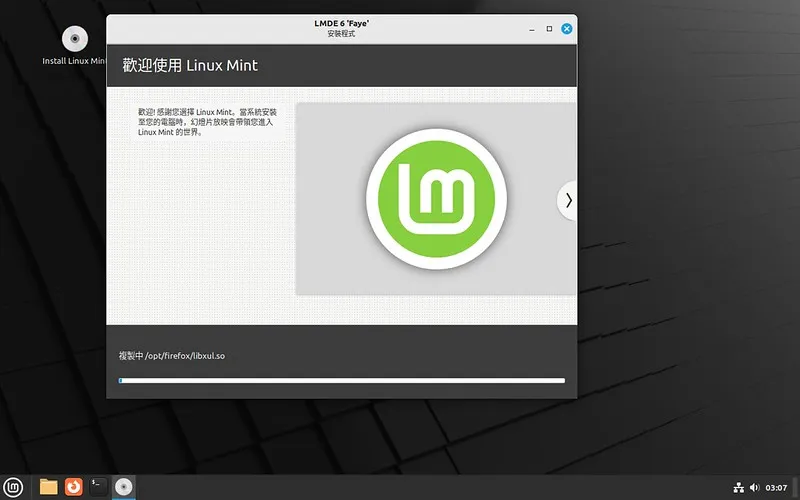 LMDE 6 'Faye'
安裝程式
Install Linux Mint
歡迎使用 Linux Mint
歡迎! 感謝您選擇 Linux Mint。當系統安裝
至您的電腦時，幻燈片放映會帶領您進入
Linux Mint 的世界。
複製中 /opt/firefox/libxul.so
03:07